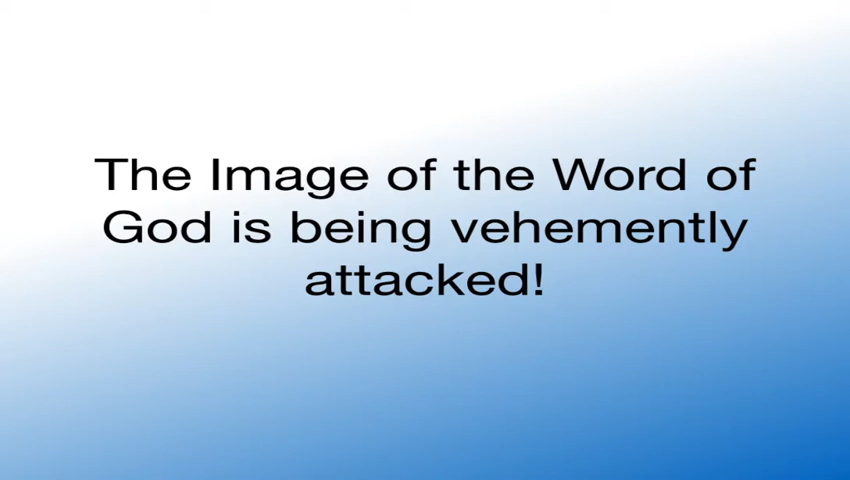 The Image of the Word of
God is being vehemently
attacked!